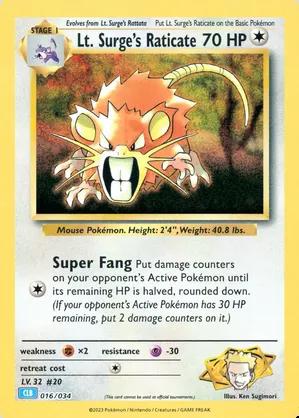 Evolves from Lt. Surge's Rattata    Put Lt. Surge's Raticate on the Basic Pokémon
STAGE 1
Lt. Surge's Raticate 70 HP
Mouse Pokémon. Height: 2'4", Weight: 40.8 lbs.
Super Fang Put damage counters
on your opponent's Active Pokémon until
its remaining HP is halved, rounded down.
(If your opponent's Active Pokémon has 30 HP
remaining, put 2 damage counters on it.)
weakness ×2 resistance -30
retreat cost
LV. 32 #20
Illus. Ken Sugimori
CLB 016/034
(This card cannot be used at official tournaments.)
©2023 Pokémon / Nintendo / Creatures / GAME FREAK